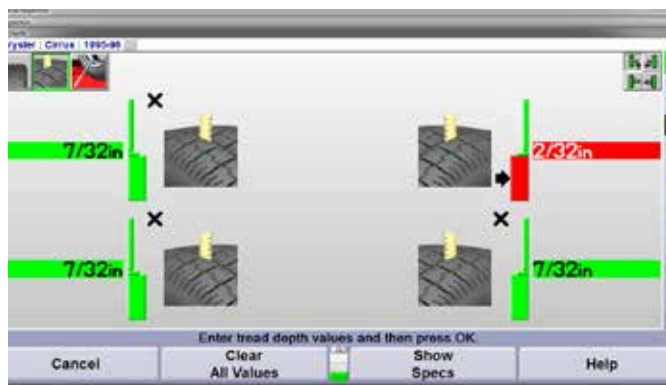 rysler : Cirrus : 1995-98
7/32in
2/32in
7/32in
7/32in
Enter tread depth values and then press OK.
Cancel
Clear
All Values
Show
Specs
Help